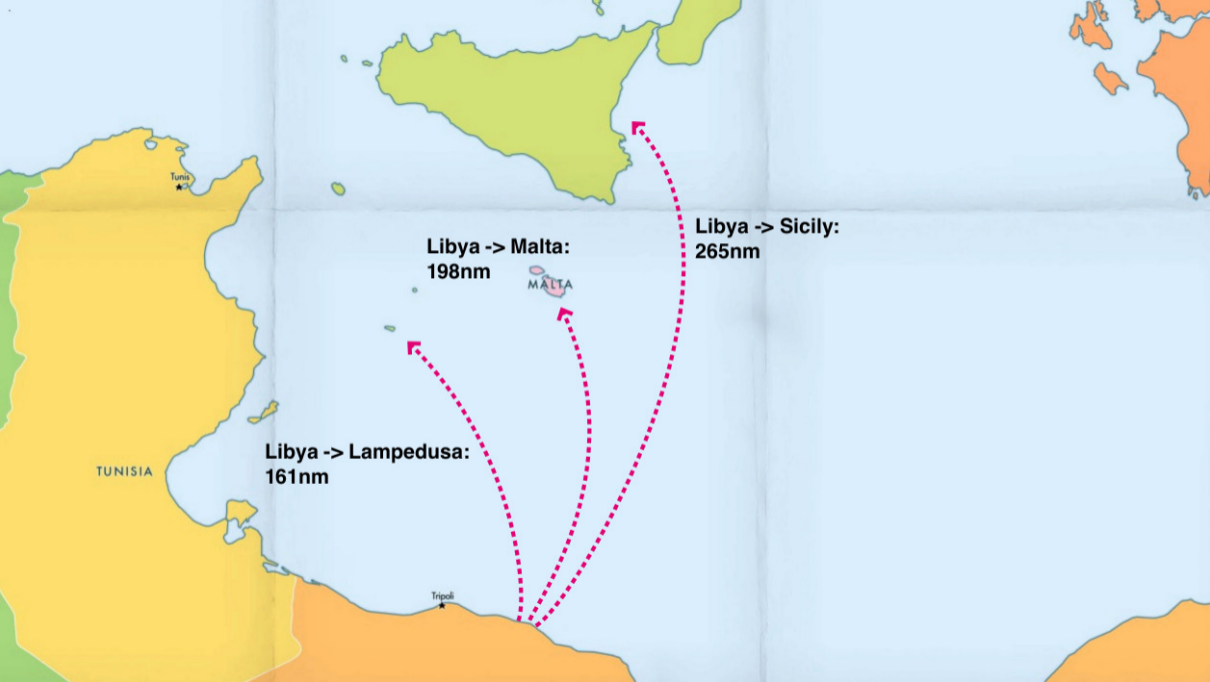 Tunis
Libya -> Sicily:
265nm
Libya -> Malta:
198nm
MALTA
Libya -> Lampedusa:
161nm
TUNISIA
Tripoli